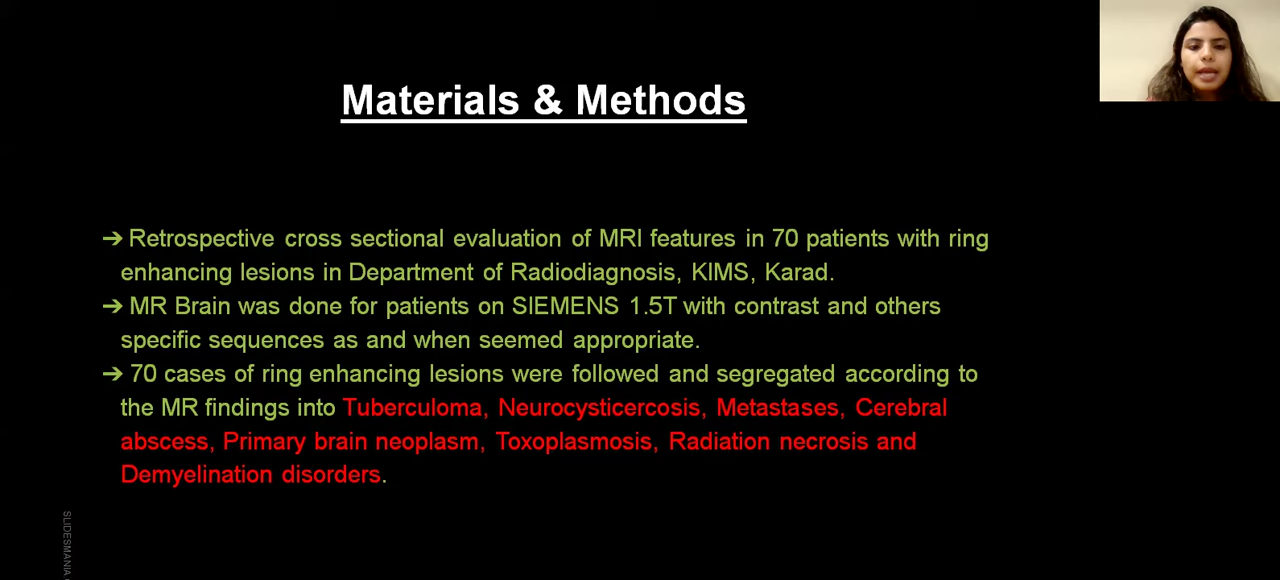 Materials & Methods
➔ Retrospective cross sectional evaluation of MRI features in 70 patients with ring
enhancing lesions in Department of Radiodiagnosis, KIMS, Karad.
➔ MR Brain was done for patients on SIEMENS 1.5T with contrast and others
specific sequences as and when seemed appropriate.
➔ 70 cases of ring enhancing lesions were followed and segregated according to
the MR findings into Tuberculoma, Neurocysticercosis, Metastases, Cerebral
abscess, Primary brain neoplasm, Toxoplasmosis, Radiation necrosis and
Demyelination disorders.
SLIDESMANIA